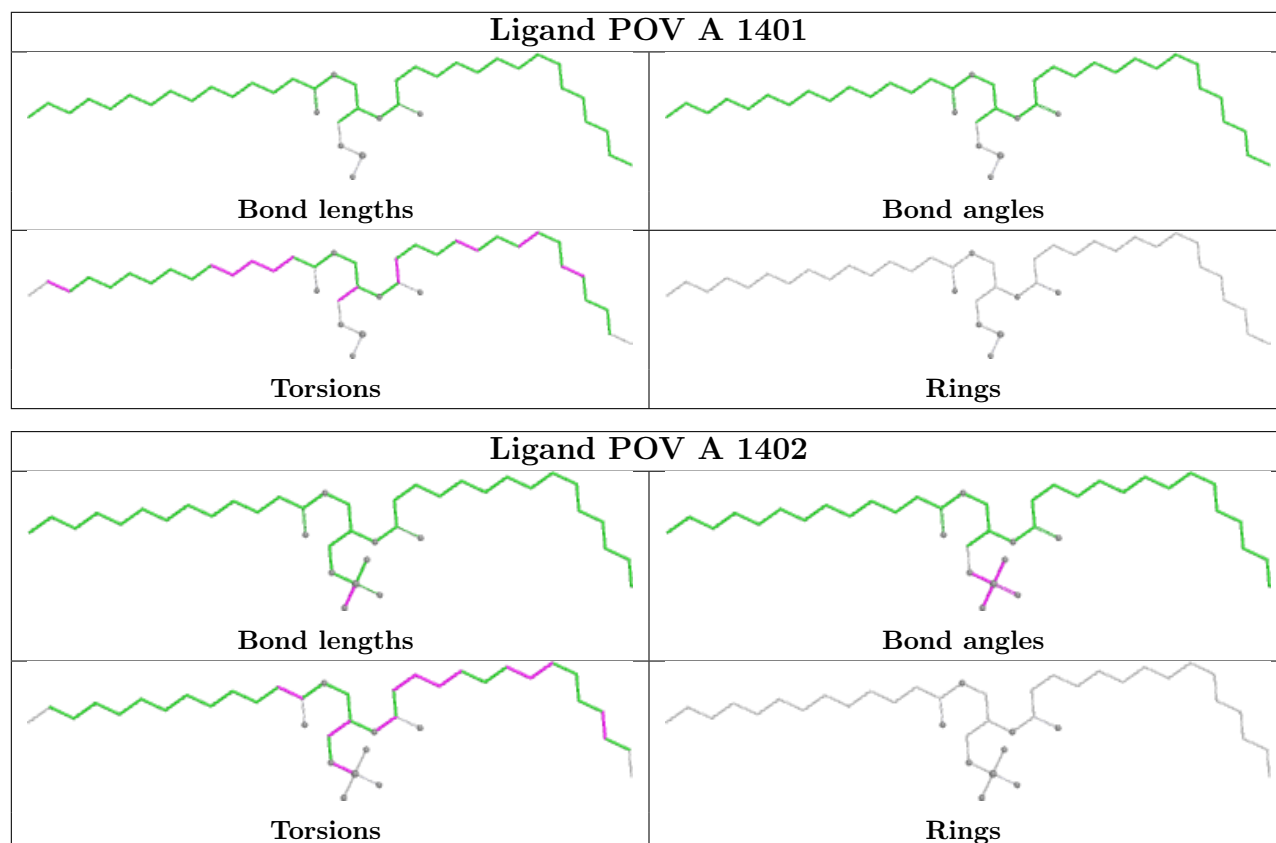 Ligand POV A 1401
Bond lengths
Bond angles
Torsions
Rings
Ligand POV A 1402
Bond lengths
Bond angles
Torsions
Rings